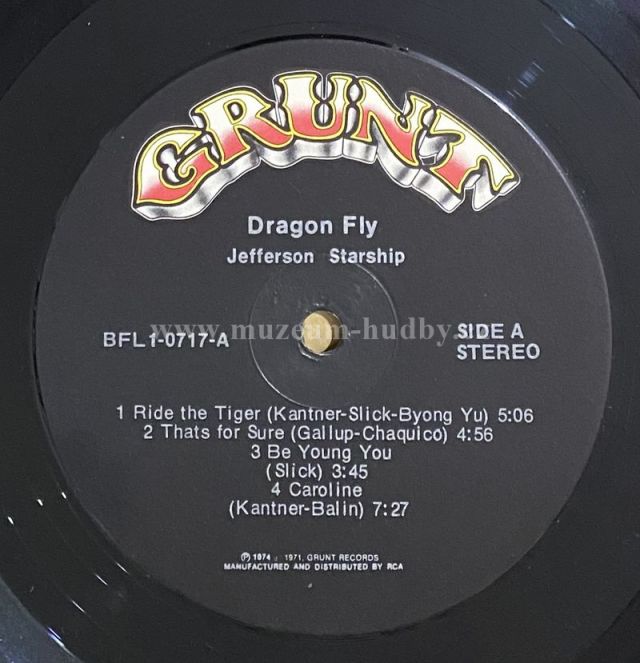 GRUNT
Dragon Fly
Jefferson Starship
www.muzeum-hudby.
BFL1-0717-A
SIDE A
STEREO
1 Ride the Tiger (Kantner-Slick-Byong Yu) 5:06
2 Thats for Sure (Gallup-Chaquico) 4:56
3 Be Young You
(Slick) 3:45
4 Caroline
(Kantner-Balin) 7:27
Ⓟ 1974 1971, GRUNT RECORDS
MANUFACTURED AND DISTRIBUTED BY RCA